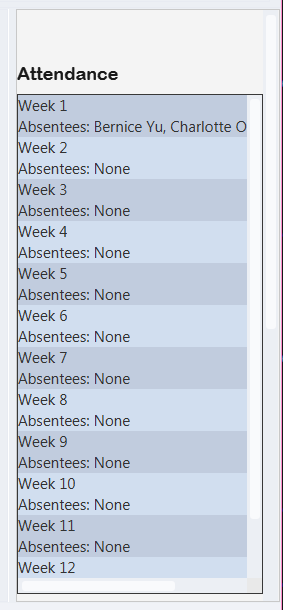 Attendance
Week 1
Absentees: Bernice Yu, Charlotte O
Week 2
Absentees: None
Week 3
Absentees: None
Week 4
Absentees: None
Week 5
Absentees: None
Week 6
Absentees: None
Week 7
Absentees: None
Week 8
Absentees: None
Week 9
Absentees: None
Week 10
Absentees: None
Week 11
Absentees: None
Week 12